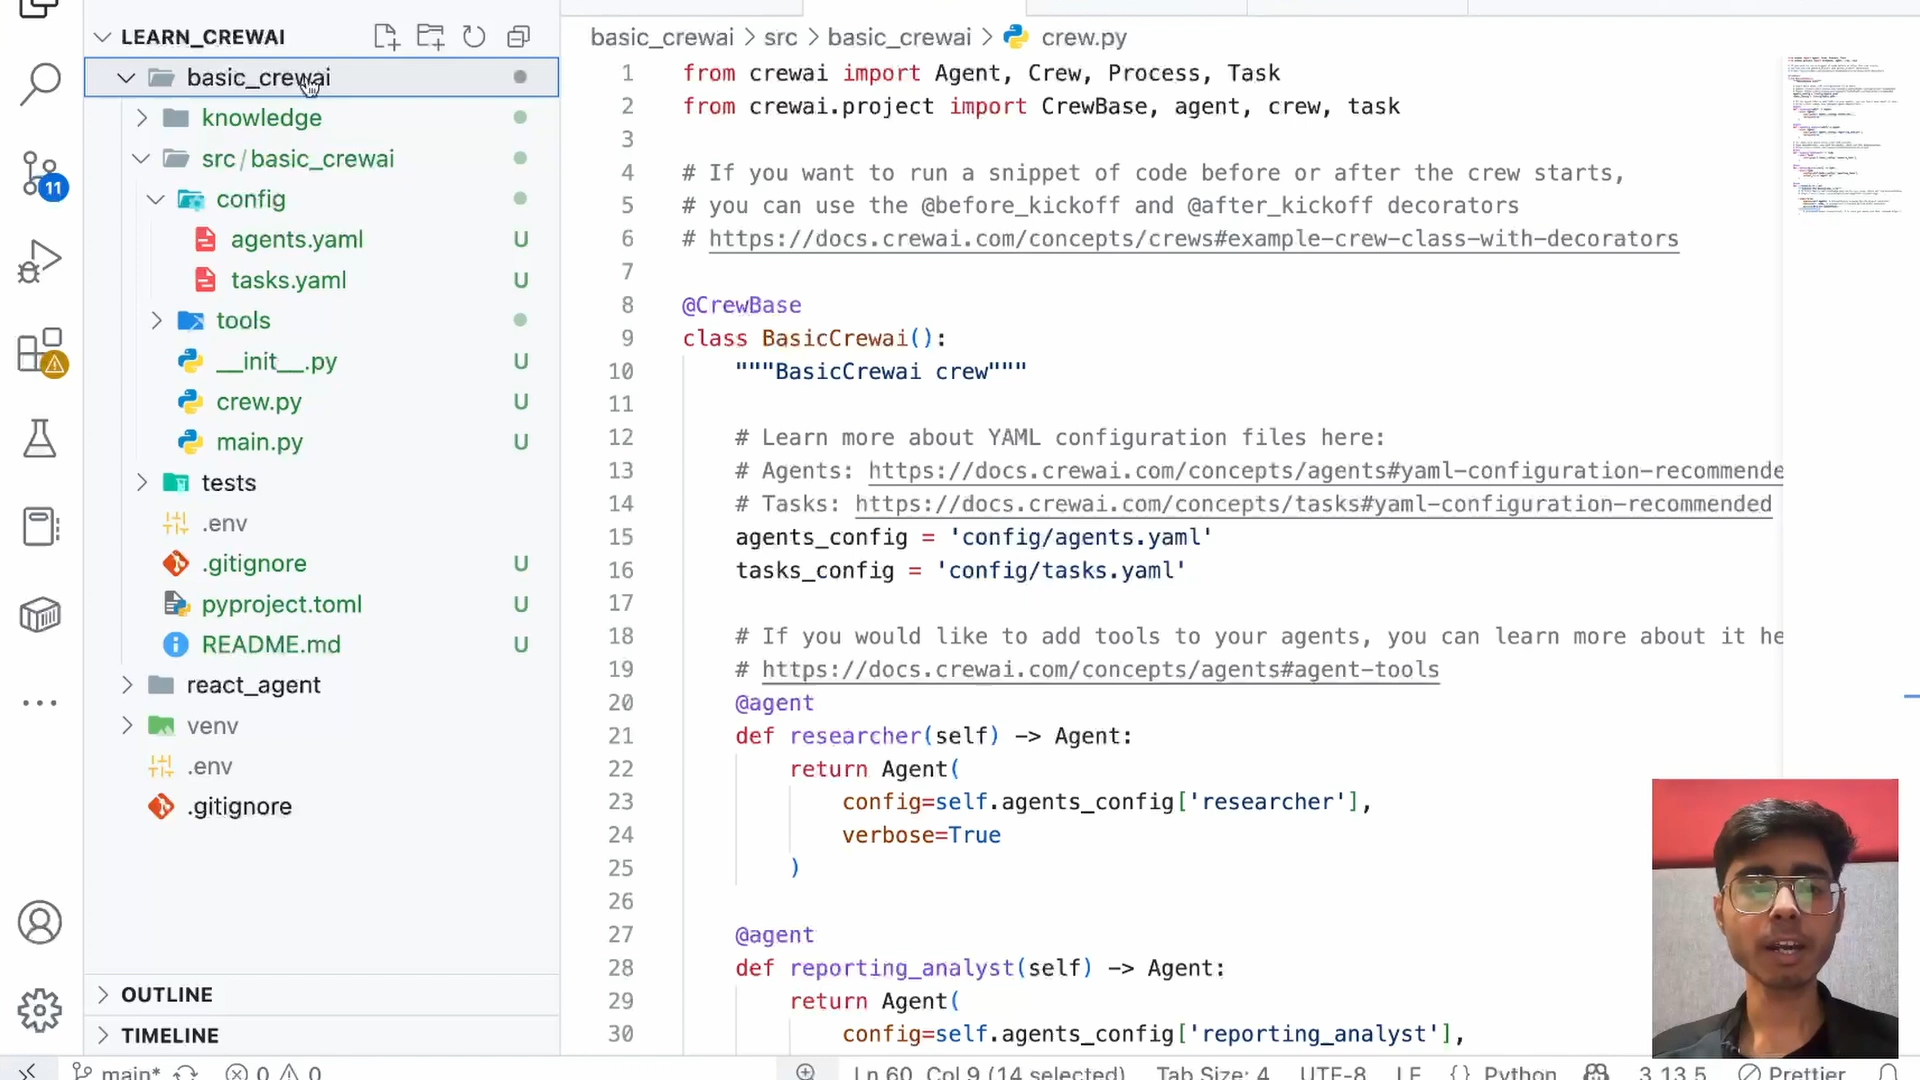 LEARN_CREWAI
basic_crewai
knowledge
src / basic_crewai
config
agents.yaml U
tasks.yaml U
tools
__init__.py U
crew.py U
main.py U
tests
.env
.gitignore U
pyproject.toml U
README.md U
react_agent
venv
.env
.gitignore
OUTLINE
TIMELINE
11
basic_crewai > src > basic_crewai > crew.py
1 from crewai import Agent, Crew, Process, Task
2 from crewai.project import CrewBase, agent, crew, task
3
4 # If you want to run a snippet of code before or after the crew starts,
5 # you can use the @before_kickoff and @after_kickoff decorators
6 # https://docs.crewai.com/concepts/crews#example-crew-class-with-decorators
7
8 @CrewBase
9 class BasicCrewai():
10 """BasicCrewai crew"""
11
12 # Learn more about YAML configuration files here:
13 # Agents: https://docs.crewai.com/concepts/agents#yaml-configuration-recommende
14 # Tasks: https://docs.crewai.com/concepts/tasks#yaml-configuration-recommended
15 agents_config = 'config/agents.yaml'
16 tasks_config = 'config/tasks.yaml'
17
18 # If you would like to add tools to your agents, you can learn more about it he
19 # https://docs.crewai.com/concepts/agents#agent-tools
20 @agent
21 def researcher(self) -> Agent:
22 return Agent(
23 config=self.agents_config['researcher'],
24 verbose=True
25 )
26
27 @agent
28 def reporting_analyst(self) -> Agent:
29 return Agent(
30 config=self.agents_config['reporting_analyst'],
main* 0 0 Ln 60, Col 9 (14 selected) Tab Size: 4 UTF-8 LF {} Python 3.13.5 Prettier